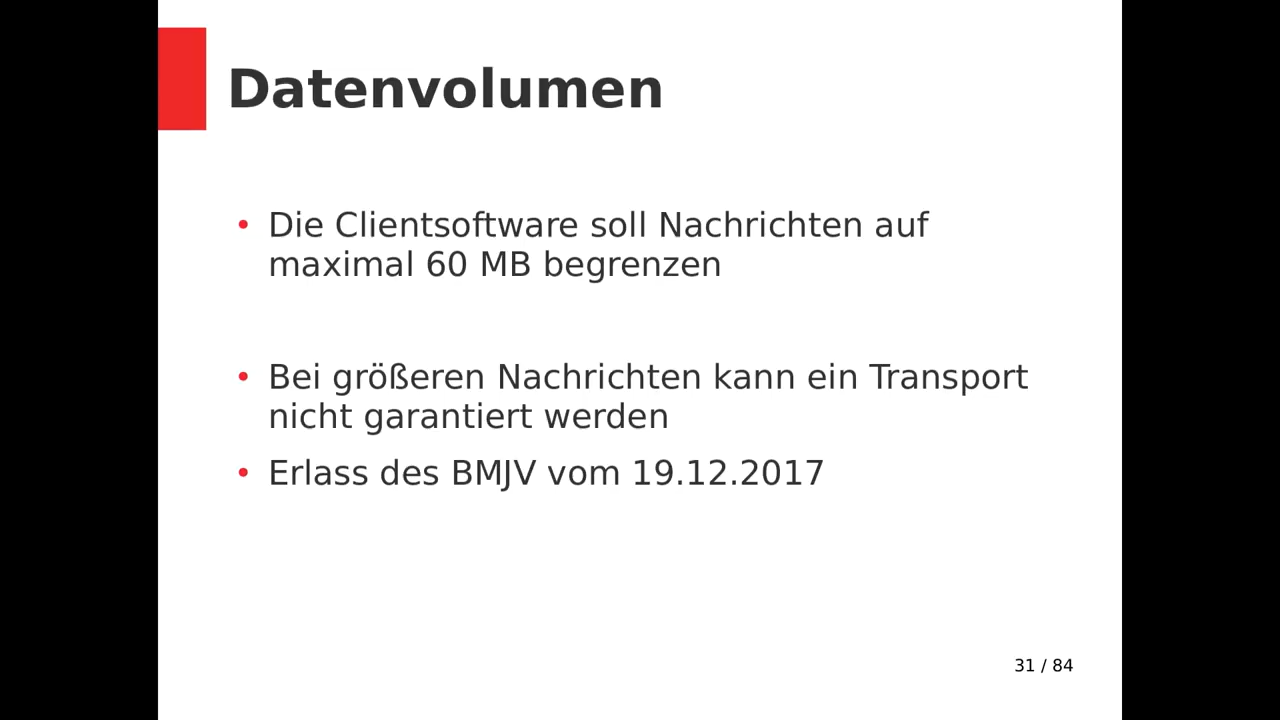 Datenvolumen
• Die Clientsoftware soll Nachrichten auf
maximal 60 MB begrenzen
• Bei größeren Nachrichten kann ein Transport
nicht garantiert werden
• Erlass des BMJV vom 19.12.2017
31 / 84